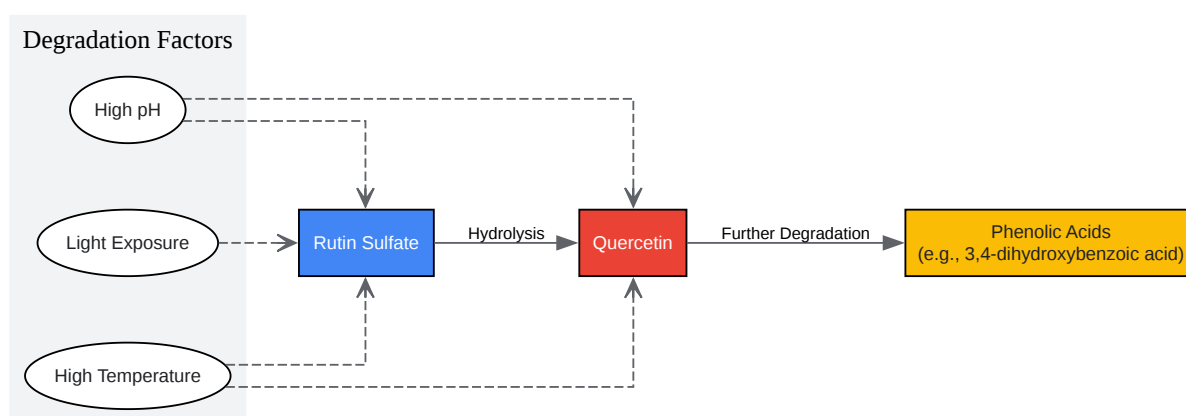 Degradation Factors
High pH
Light Exposure
High Temperature
Rutin Sulfate
Hydrolysis
Quercetin
Further Degradation
Phenolic Acids
(e.g., 3,4-dihydroxybenzoic acid)